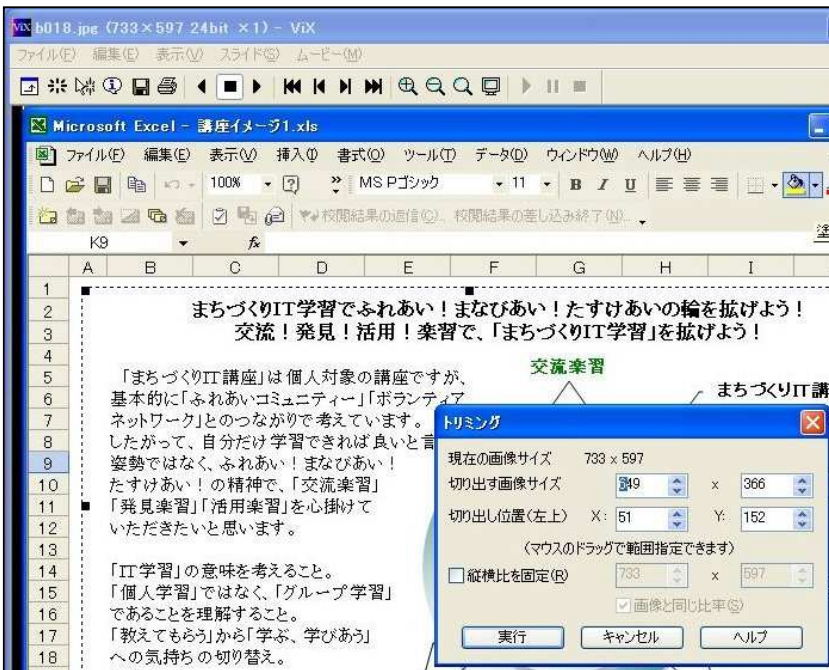 b018.jpg (733×597 24bit ×1) - ViX
ファイル(F) 編集(E) 表示(V) スライド(S) ムービー(M)
Microsoft Excel - 講座イメージ1.xls
ファイル(F) 編集(E) 表示(V) 挿入(I) 書式(O) ツール(T) データ(D) ウィンドウ(W) ヘルプ(H)
100% MS Pゴシック 11 B I U
校閲結果の返信(C)... 校閲結果の差し込み終了(N)...
K9 fx
A B C D E F G H I
1
2 まちづくりIT学習でふれあい!まなびあい!たすけあいの輪を拡げよう!
3 交流!発見!活用!楽習で、「まちづくりIT学習」を拡げよう!
4
交流楽習
5 「まちづくりIT講座」は個人対象の講座ですが、
まちづくりIT講
6 基本的に「ふれあいコミュニティー」「ボランティア
7 ネットワーク」とのつながりで考えています。
8 したがって、自分だけ学習できれば良いと言
9 姿勢ではなく、ふれあい!まなびあい!
10 たすけあい!の精神で、「交流楽習」
11 「発見楽習」「活用楽習」を心掛けて
12 いただきたいと思います。
13
14 「IT学習」の意味を考えること。
15 「個人学習」ではなく、「グループ学習」
16 であることを理解すること。
17 「教えてもらう」から「学ぶ、学びあう」
18 への気持ちの切り替え。
トリミング
現在の画像サイズ 733 x 597
切り出す画像サイズ 649 x 366
切り出し位置(左上) X: 51 Y: 152
(マウスのドラッグで範囲指定できます)
縦横比を固定(R) 733 x 597
画像と同じ比率(S)
実行 キャンセル ヘルプ